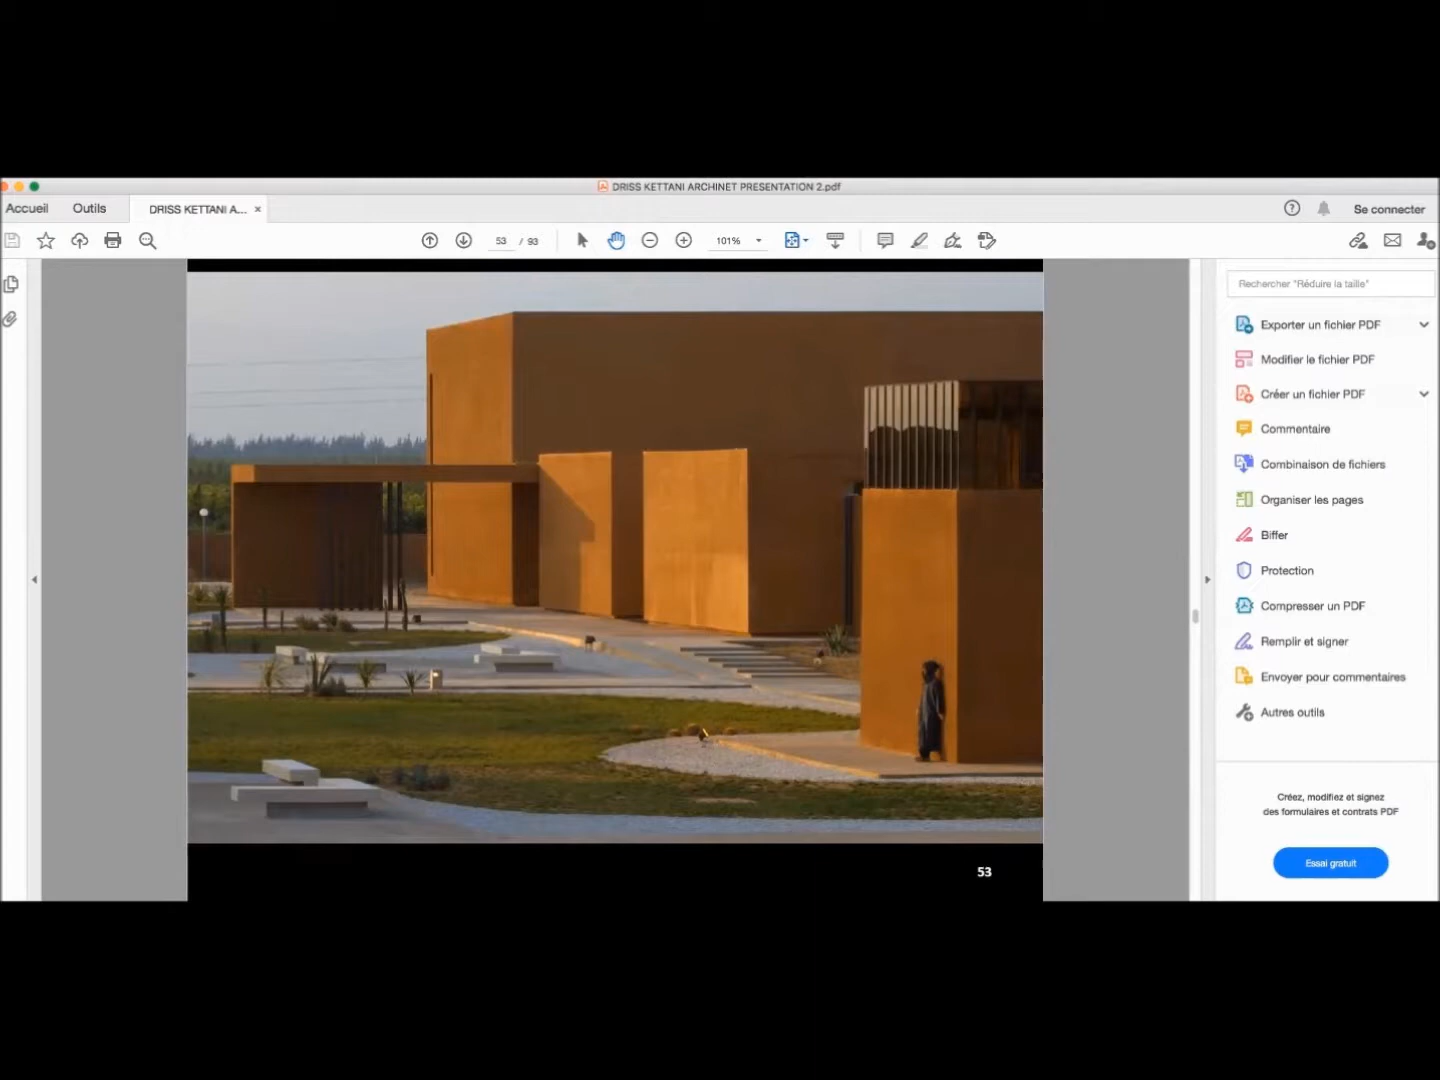 DRISS KETTANI ARCHINET PRESENTATION 2.pdf
Accueil
Outils
DRISS KETTANI A... ×
Se connecter
53 / 93
101%
Rechercher "Réduire la taille"
Exporter un fichier PDF
Modifier le fichier PDF
Créer un fichier PDF
Commentaire
Combinaison de fichiers
Organiser les pages
Biffer
Protection
Compresser un PDF
Remplir et signer
Envoyer pour commentaires
Autres outils
Créez, modifiez et signez
des formulaires et contrats PDF
Essai gratuit
53